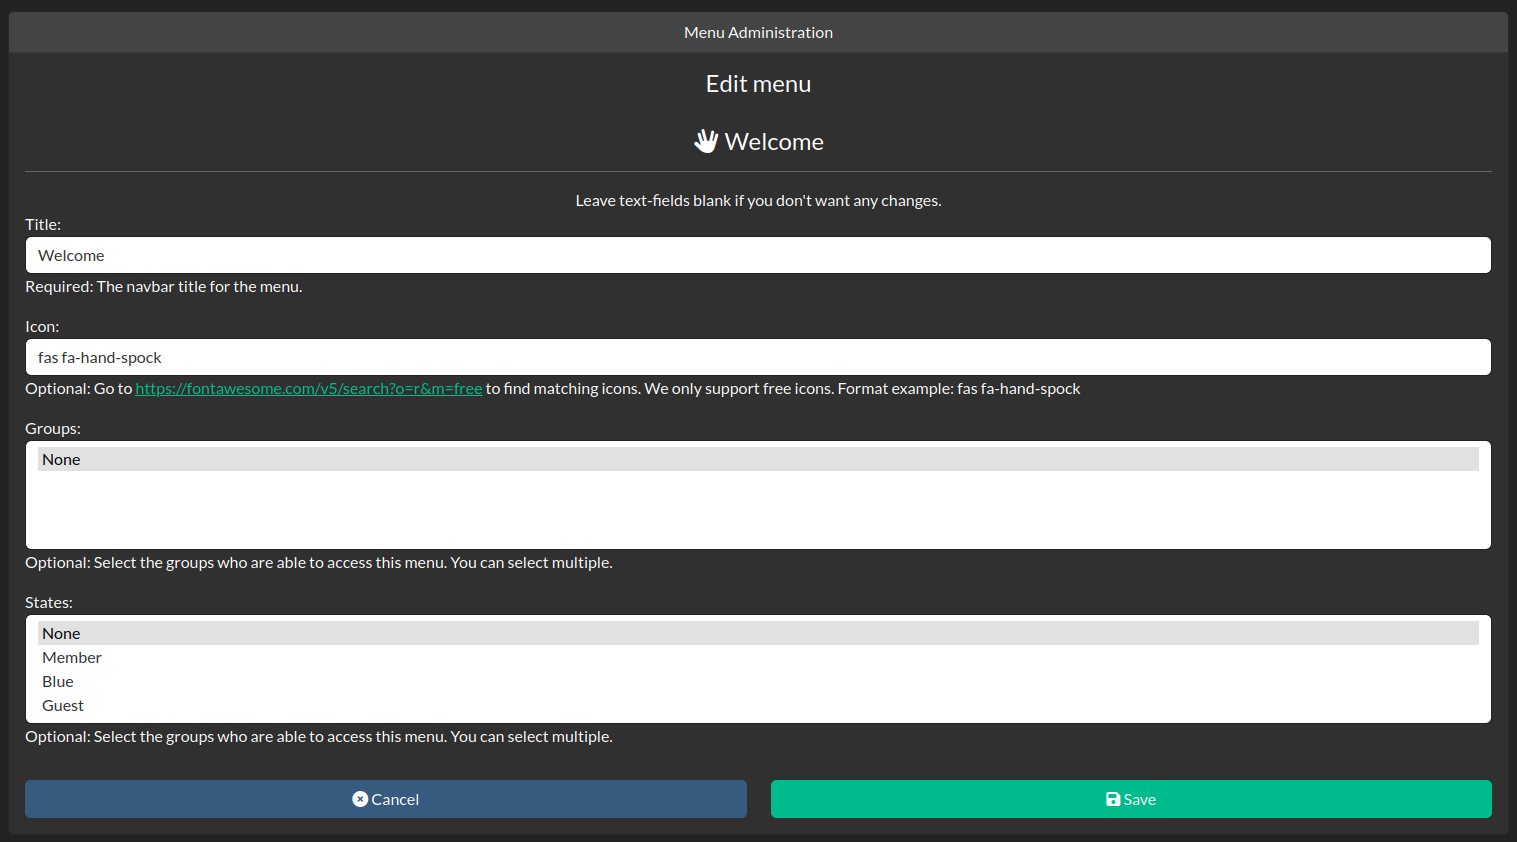 Menu Administration
Edit menu
Welcome
Leave text-fields blank if you don't want any changes.
Title:
Welcome
Required: The navbar title for the menu.
Icon:
fas fa-hand-spock
Optional: Go to https://fontawesome.com/v5/search?o=r&m=free to find matching icons. We only support free icons. Format example: fas fa-hand-spock
Groups:
None
Optional: Select the groups who are able to access this menu. You can select multiple.
States:
None
Member
Blue
Guest
Optional: Select the groups who are able to access this menu. You can select multiple.
Cancel
Save